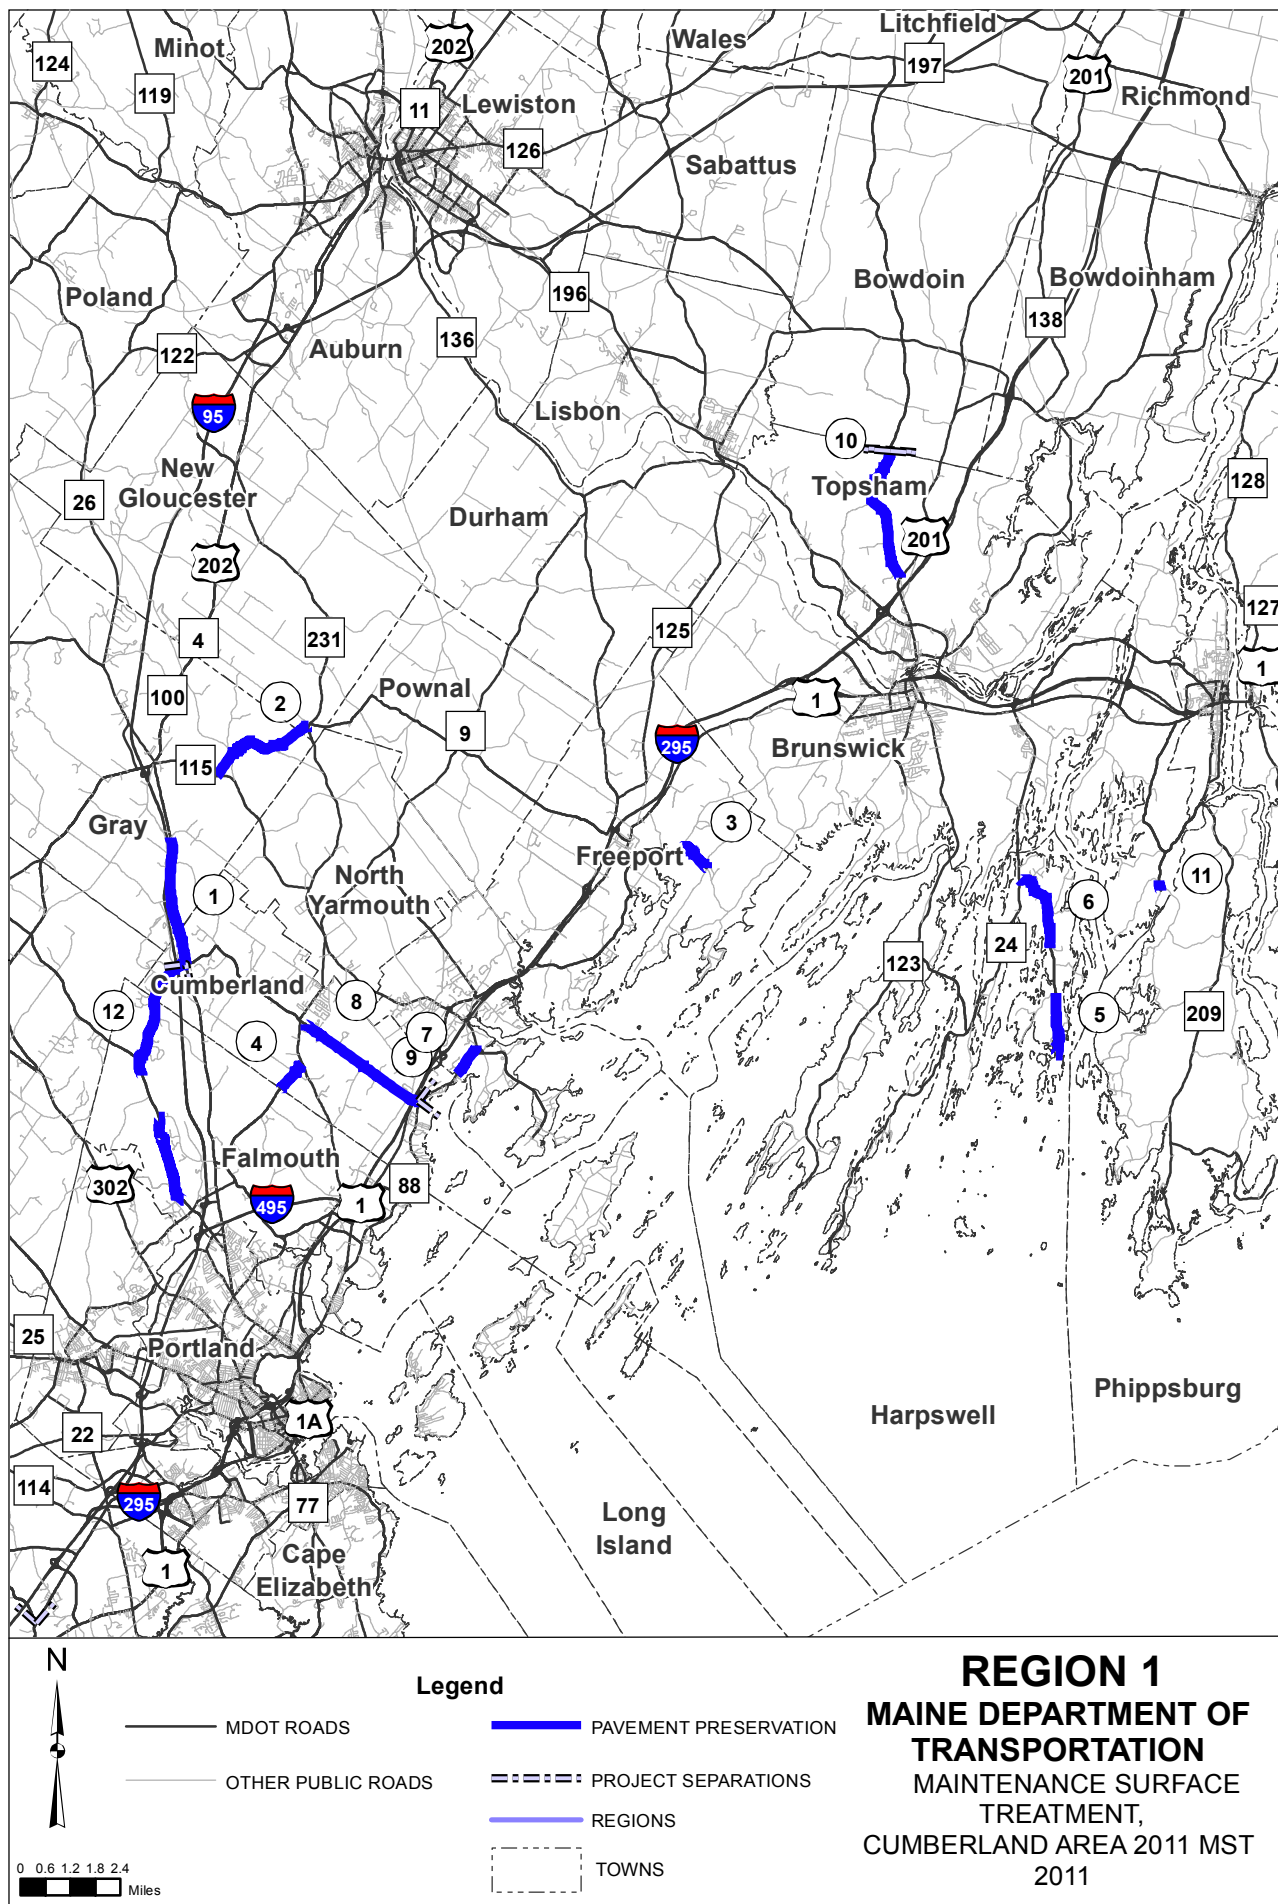 Minot
202
Wales
Litchfield
124
119
197
201
Richmond
11
Lewiston
126
Sabattus
Poland
196
Bowdoin
Bowdoinham
138
136
122
Auburn
95
Lisbon
10
New
Gloucester
26
Durham
Topsham
128
201
202
127
4
231
125
1
100
2
Pownal
1
9
295
Brunswick
115
Gray
3
Freeport
North
Yarmouth
1
11
6
24
123
Cumberland
12
8
4
7
9
5
209
Falmouth
302
495
1
88
25
Portland
Phippsburg
Harpswell
1A
22
114
295
77
Long
Island
Cape
Elizabeth
1
N
Legend
MDOT ROADS
OTHER PUBLIC ROADS
PAVEMENT PRESERVATION
PROJECT SEPARATIONS
REGIONS
TOWNS
0 0.6 1.2 1.8 2.4
Miles
REGION 1
MAINE DEPARTMENT OF
TRANSPORTATION
MAINTENANCE SURFACE
TREATMENT,
CUMBERLAND AREA 2011 MST
2011